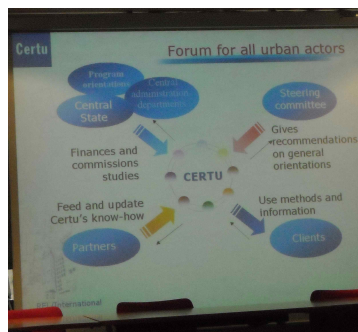 Certu
Forum for all urban actors
Program
orientation
Central
administration
departments
Central
State
Steering
committee
Finances and
commissions
studies
Gives
recommendations
on general
orientations
CERTU
Feed and update
Certu's know-how
Use methods and
information
Partners
Clients
International